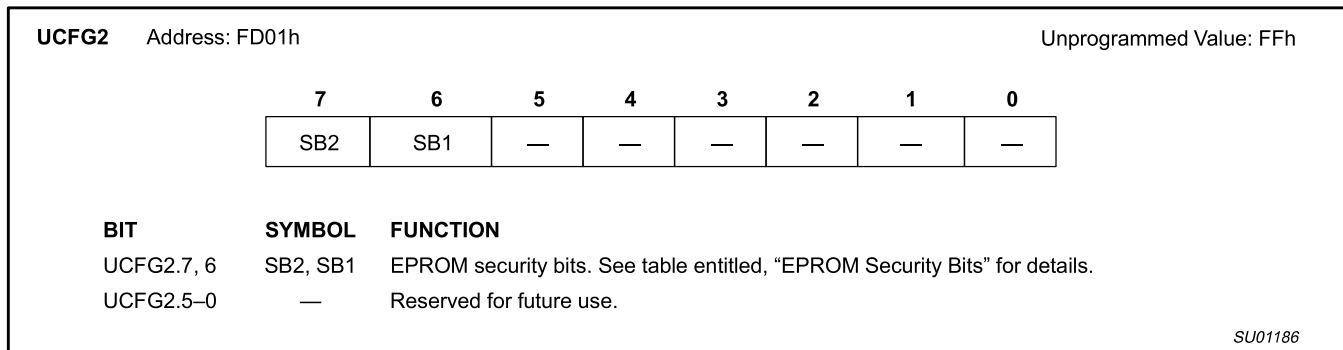 UCFG2 Address: FD01h Unprogrammed Value: FFh
7 6 5 4 3 2 1 0
SB2 SB1 — — — — — —
BIT SYMBOL FUNCTION
UCFG2.7, 6 SB2, SB1 EPROM security bits. See table entitled, “EPROM Security Bits” for details.
UCFG2.5–0 — Reserved for future use.
SU01186